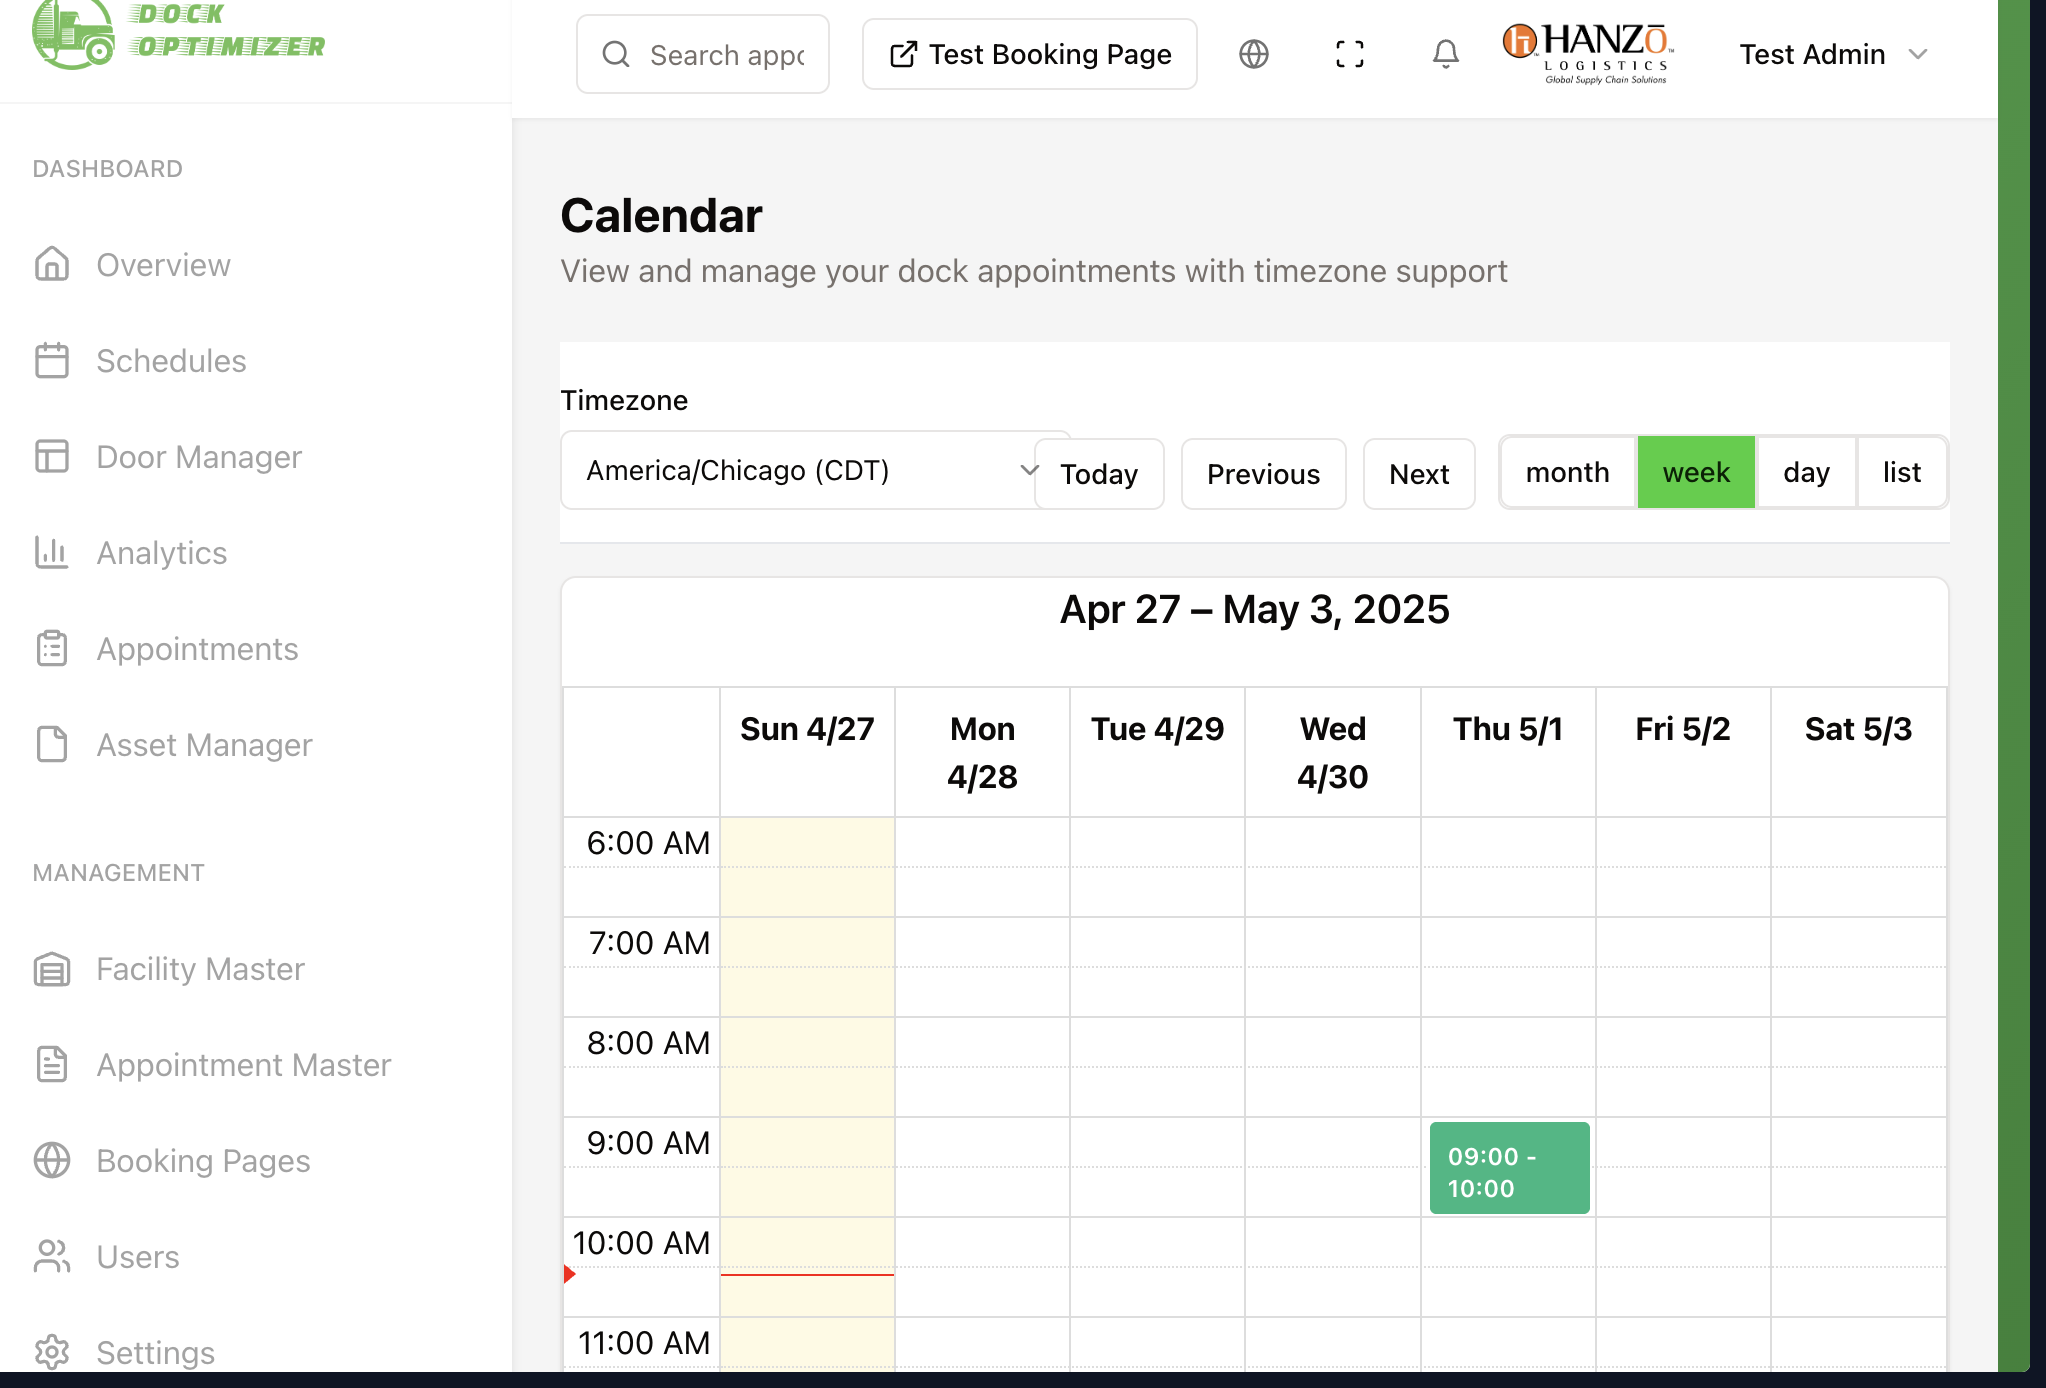 DOCK
OPTIMIZER
Search appo
Test Booking Page
HANZŌ
LOGISTICS
Global Supply Chain Solutions
Test Admin
DASHBOARD
Overview
Schedules
Door Manager
Analytics
Appointments
Asset Manager
MANAGEMENT
Facility Master
Appointment Master
Booking Pages
Users
Settings
Calendar
View and manage your dock appointments with timezone support
Timezone
America/Chicago (CDT)
Today
Previous
Next
month
week
day
list
Apr 27 – May 3, 2025
Sun 4/27
Mon
4/28
Tue 4/29
Wed
4/30
Thu 5/1
Fri 5/2
Sat 5/3
6:00 AM
7:00 AM
8:00 AM
9:00 AM
09:00 -
10:00
10:00 AM
11:00 AM